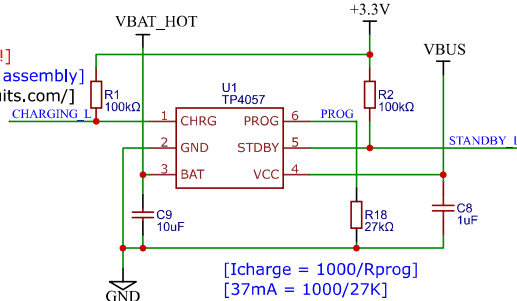 +3.3V
VBAT_HOT
!]
VBUS
assembly]
R1
100kΩ
U1
TP4057
R2
100kΩ
uits.com/]
CHARGING_L
1
CHRG
PROG
6
PROG
2
GND
STDBY
5
STANDBY_L
3
BAT
VCC
4
C9
10uF
R18
27kΩ
C8
1uF
GND
[Icharge = 1000/Rprog]
[37mA = 1000/27K]